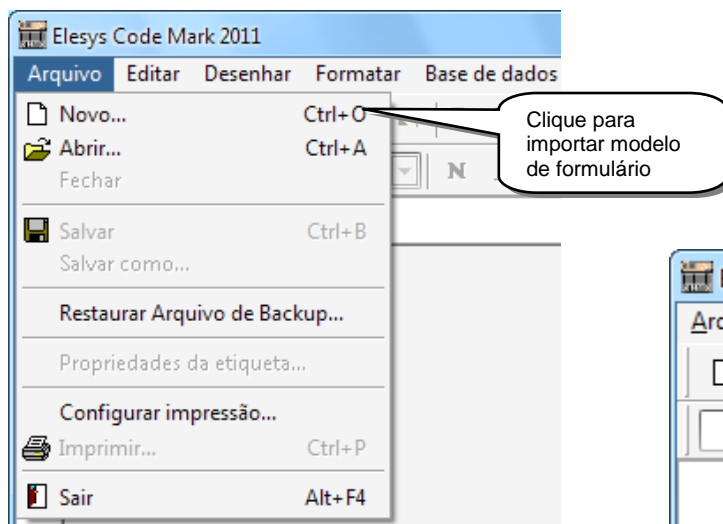 Elesys Code Mark 2011
Arquivo Editar Desenhar Formatar Base de dados
Novo... Ctrl+O
Abrir... Ctrl+A
Fechar
Salvar Ctrl+B
Salvar como...
Restaurar Arquivo de Backup...
Propriedades da etiqueta...
Configurar impressão...
Imprimir... Ctrl+P
Sair Alt+F4
N
Clique para
importar modelo
de formulário